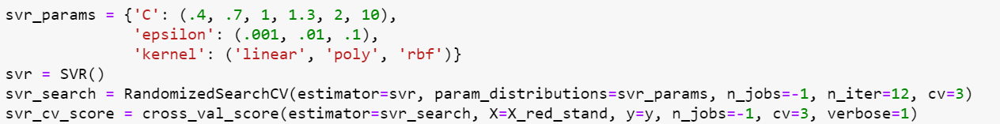 svr_params = {'C': (.4, .7, 1, 1.3, 2, 10),
'epsilon': (.001, .01, .1),
'kernel': ('linear', 'poly', 'rbf')}
svr = SVR()
svr_search = RandomizedSearchCV(estimator=svr, param_distributions=svr_params, n_jobs=-1, n_iter=12, cv=3)
svr_cv_score = cross_val_score(estimator=svr_search, X=X_red_stand, y=y, n_jobs=-1, cv=3, verbose=1)